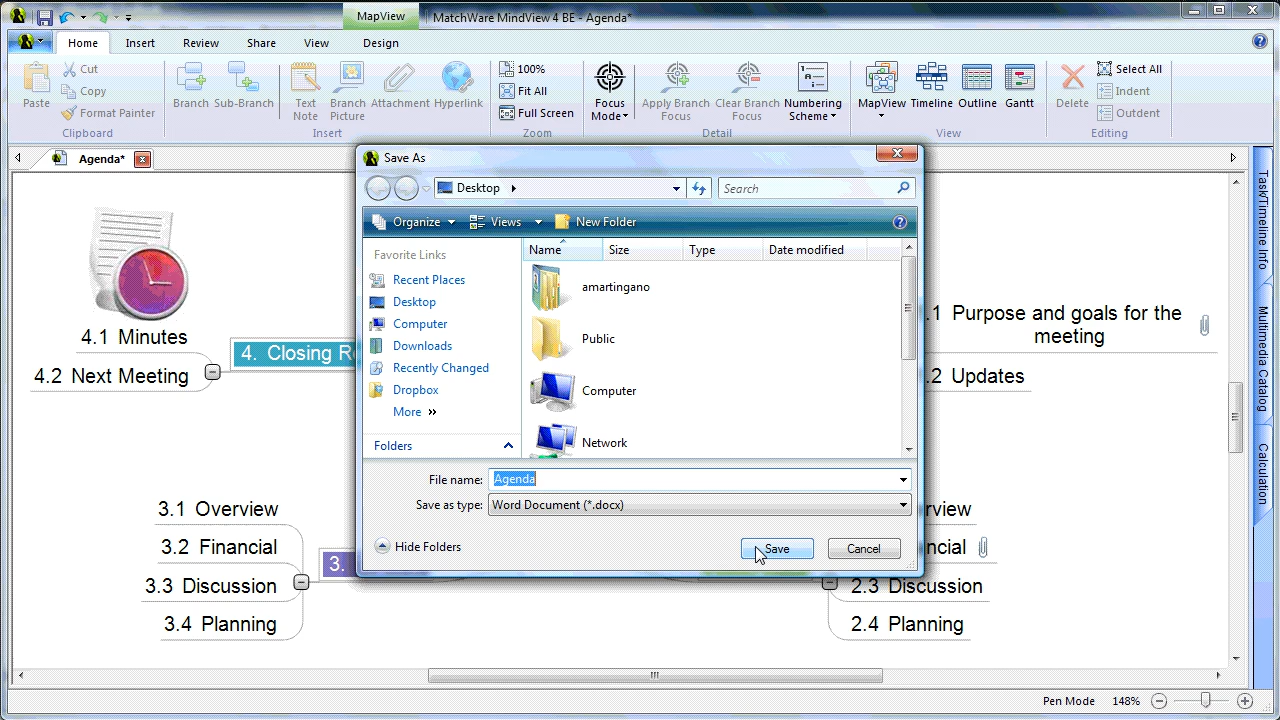 MapView
MatchWare MindView 4 BE - Agenda*
Home
Insert
Review
Share
View
Design
Paste
Cut
Copy
Format Painter
Clipboard
Branch
Sub-Branch
Text Note
Branch Picture
Attachment
Hyperlink
Insert
100%
Fit All
Full Screen
Zoom
Focus Mode
Apply Branch Focus
Clear Branch Focus
Numbering Scheme
Detail
MapView
Timeline
Outline
Gantt
View
Delete
Select All
Indent
Outdent
Editing
Agenda*
Save As
Desktop
Search
Organize
Views
New Folder
Favorite Links
Recent Places
Desktop
Computer
Downloads
Recently Changed
Dropbox
More »
Folders
Name
Size
Type
Date modified
amartingano
Public
Computer
Network
File name: Agenda
Save as type: Word Document (*.docx)
Hide Folders
Save
Cancel
4.1 Minutes
4.2 Next Meeting
4. Closing R
.1 Purpose and goals for the
meeting
.2 Updates
3.1 Overview
3.2 Financial
3.3 Discussion
3.4 Planning
3.
rview
ncial
2.3 Discussion
2.4 Planning
Task/Timeline Info
Multimedia Catalog
Calculation
Pen Mode
148%